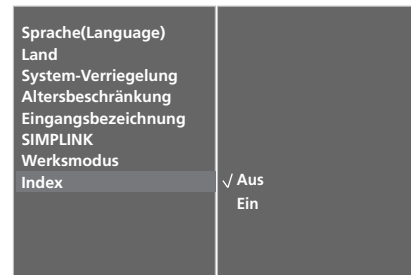 Sprache(Language)
Land
System-Verriegelung
Altersbeschränkung
Eingangsbezeichnung
SIMPLINK
Werksmodus
Index
√ Aus
Ein